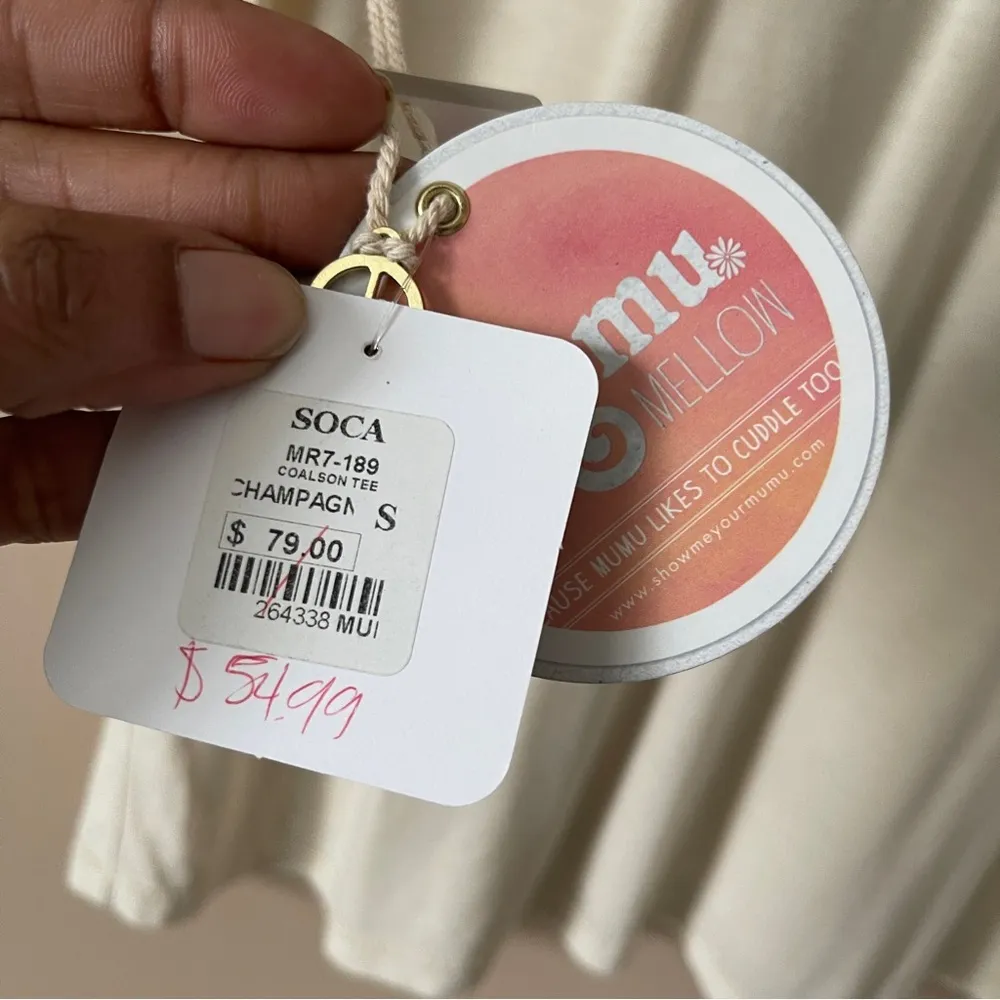 SOCA
MR7-189
COALSON TEE
CHAMPAGN S
$ 79.00
264338 MUI
$ 54.99
mu
MELLOW
AUSE MUMU LIKES TO CUDDLE TOO
www.showmeyourmumu.com